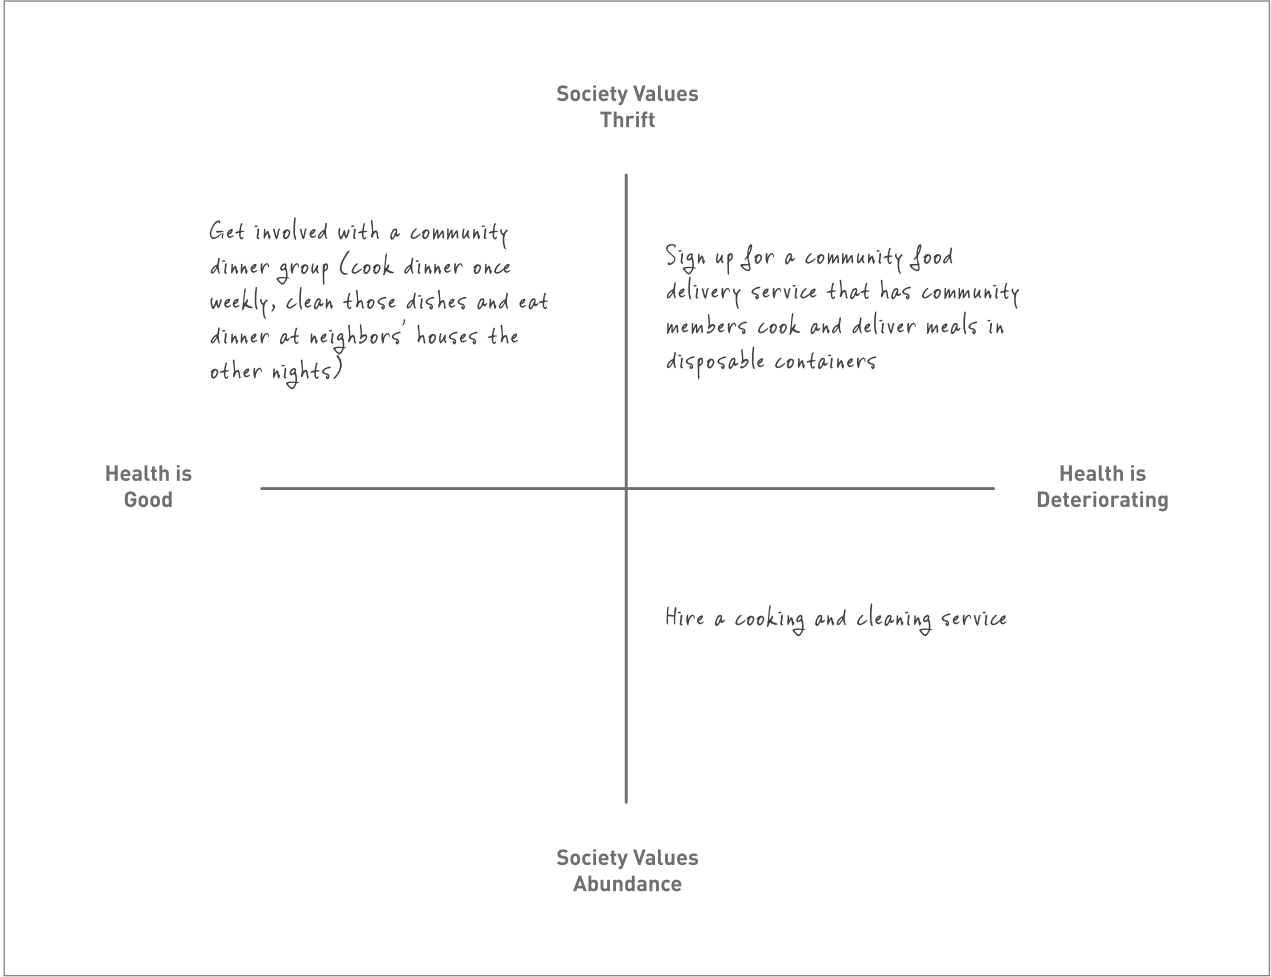 Society Values
Thrift
Get involved with a community
dinner group (cook dinner once
weekly, clean those dishes and eat
dinner at neighbors' houses the
other nights)
Sign up for a community food
delivery service that has community
members cook and deliver meals in
disposable containers
Health is
Good
Health is
Deteriorating
Hire a cooking and cleaning service
Society Values
Abundance